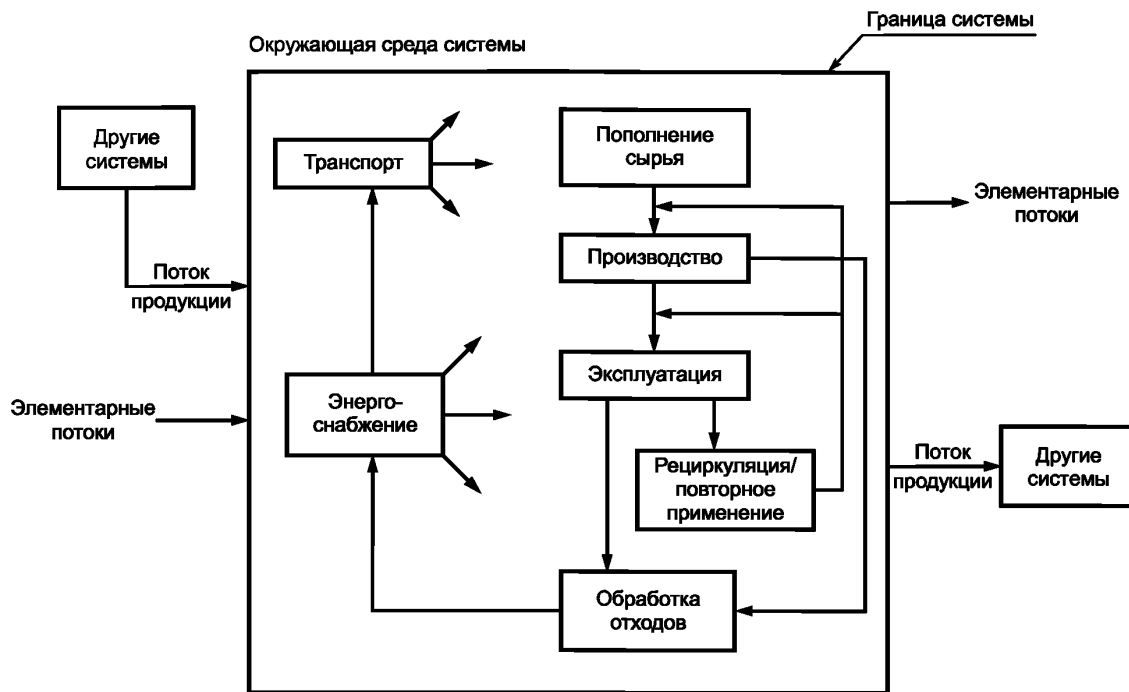 Граница системы
Окружающая среда системы
Другие
системы
Транспорт
Пополнение
сырья
Элементарные
потоки
Производство
Поток
продукции
Эксплуатация
Энерго-
снабжение
Элементарные
потоки
Рециркуляция/
повторное
применение
Поток
продукции
Другие
системы
Обработка
отходов